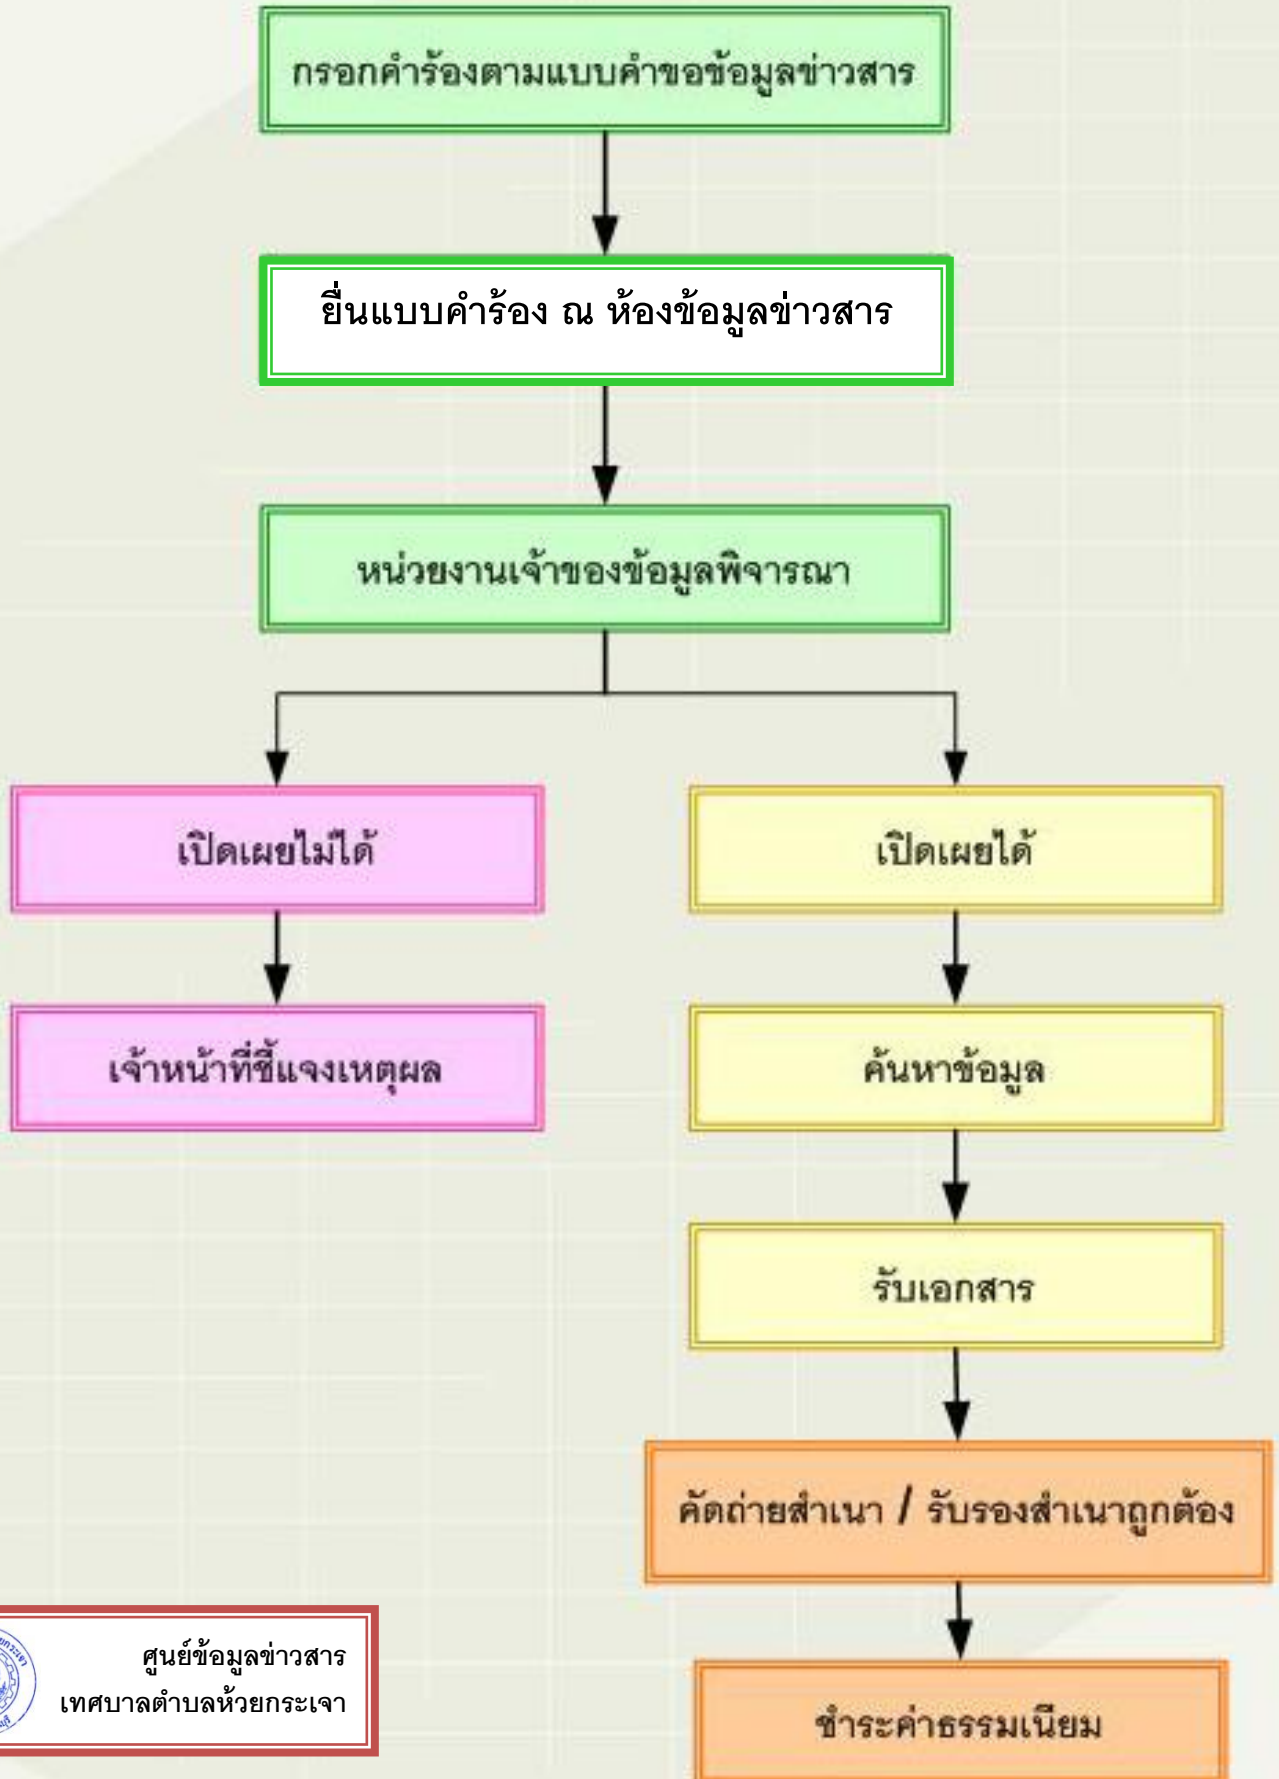 กรอกคำร้องตามแบบคำขอข้อมูลข่าวสาร
ยื่นแบบคำร้อง ณ ห้องข้อมูลข่าวสาร
หน่วยงานเจ้าของข้อมูลพิจารณา
เปิดเผยไม่ได้
เปิดเผยได้
เจ้าหน้าที่ชี้แจงเหตุผล
ค้นหาข้อมูล
รับเอกสาร
คัดถ่ายสำเนา / รับรองสำเนาถูกต้อง
ศูนย์ข้อมูลข่าวสาร
เทศบาลตำบลห้วยกระเจา
ชำระค่าธรรมเนียม